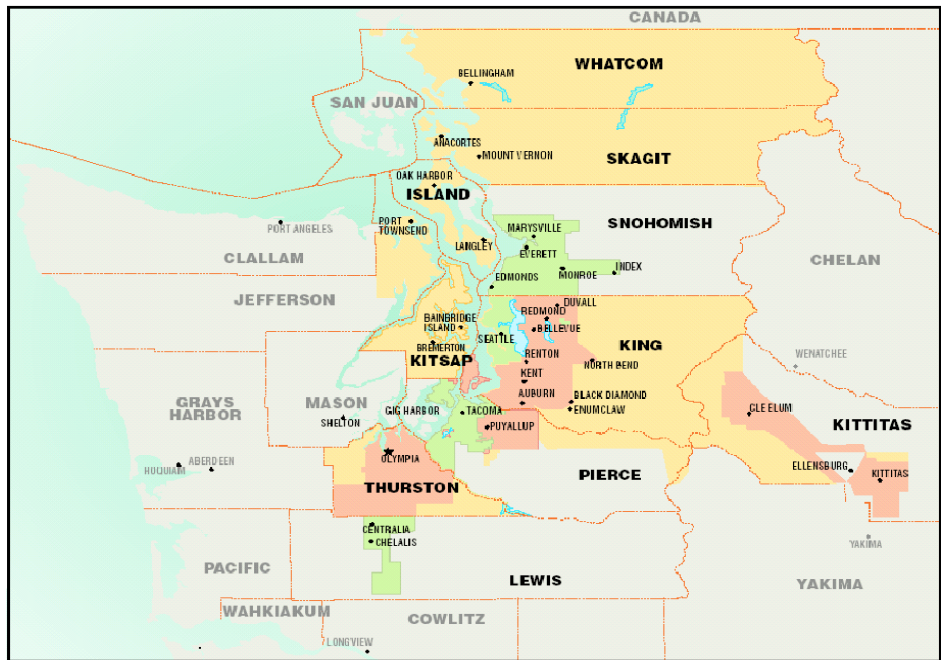 CANADA
WHATCOM
BELLINGHAM
SAN JUAN
ANACORTES
MOUNT VERNON
SKAGIT
OAK HARBOR
ISLAND
PORT
TOWNSEND
PORT ANGELES
MARYSVILLE
SNOHOMISH
LANGLEY
EVERETT
CLALLAM
CHELAN
EDMONDS
MONROE
INDEX
JEFFERSON
DUVALL
REDMOND
BAINBRIDGE
ISLAND
BELLEVUE
SEATTLE
KING
BREMERTON
KITSAP
RENTON
WENATCHEE
NORTH BEND
KENT
GRAYS
HARBOR
MASON
GIG HARBOR
AUBURN
BLACK DIAMOND
ENUMCLAW
TACOMA
SHELTON
CLE ELUM
KITTITAS
PUYALLUP
OLYMPIA
HOQUIAM
ABERDEEN
ELLENSBURG
KITTITAS
PIERCE
THURSTON
CENTRALIA
CHELALIS
YAKIMA
PACIFIC
LEWIS
YAKIMA
WAHKIAKUM
COWLITZ
LONGVIEW